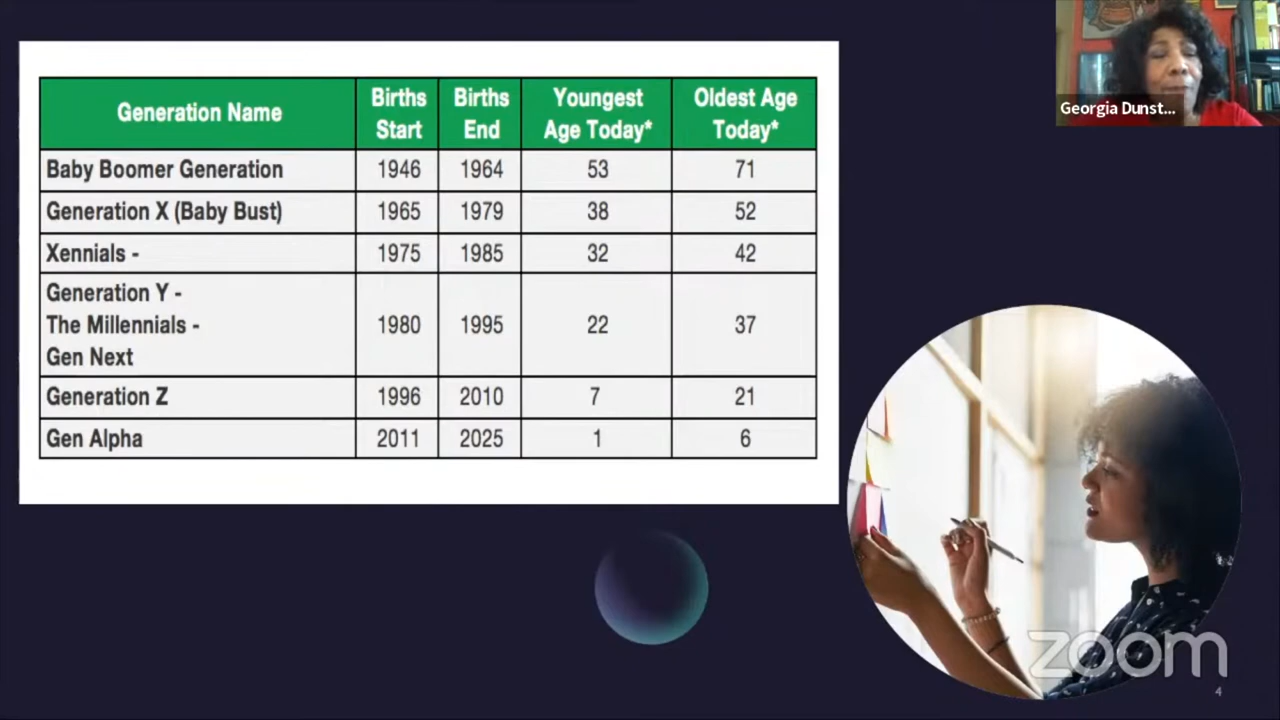 Generation Name Births Start Births End Youngest Age Today* Oldest Age Today*
Baby Boomer Generation 1946 1964 53 71
Generation X (Baby Bust) 1965 1979 38 52
Xennials - 1975 1985 32 42
Generation Y -
The Millennials - 1980 1995 22 37
Gen Next
Generation Z 1996 2010 7 21
Gen Alpha 2011 2025 1 6
Georgia Dunst...
zoom
4